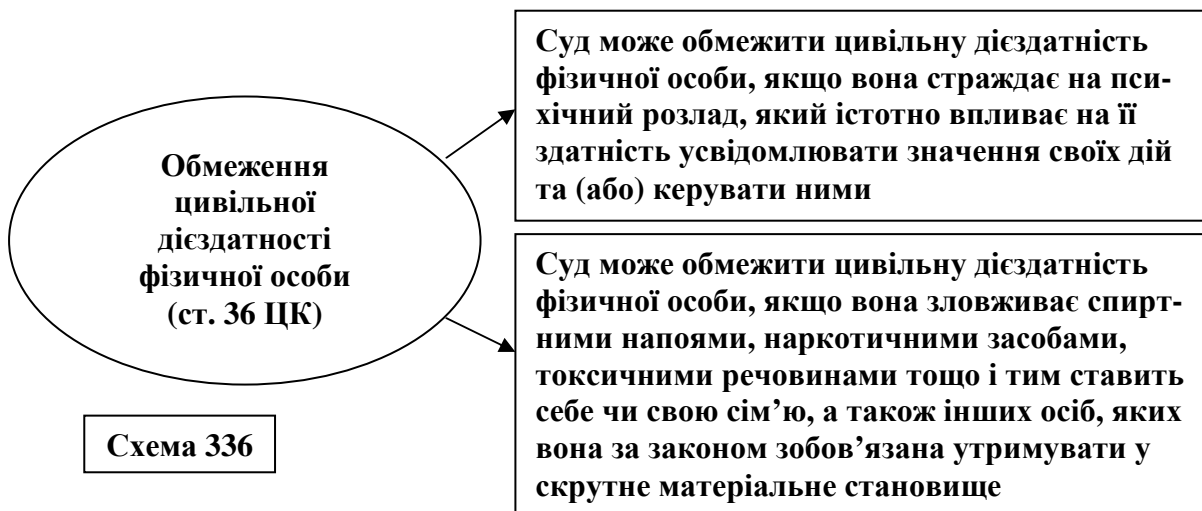 Обмеження
цивільної
дієздатності
фізичної особи
(ст. 36 ЦК)
Суд може обмежити цивільну дієздатність
фізичної особи, якщо вона страждає на пси-
хічний розлад, який істотно впливає на її
здатність усвідомлювати значення своїх дій
та (або) керувати ними
Суд може обмежити цивільну дієздатність
фізичної особи, якщо вона зловживає спирт-
ними напоями, наркотичними засобами,
токсичними речовинами тощо і тим ставить
себе чи свою сім’ю, а також інших осіб, яких
вона за законом зобов’язана утримувати у
скрутне матеріальне становище
Схема 336